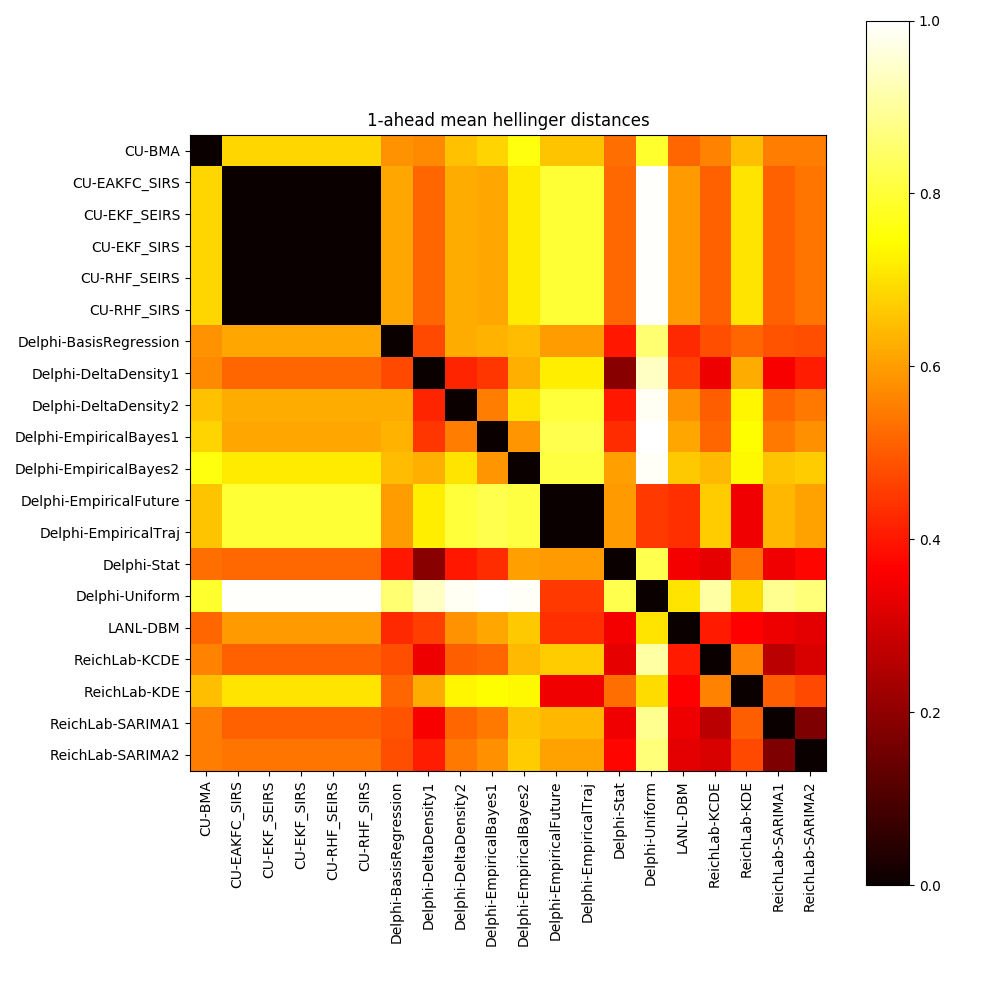 1-ahead mean hellinger distances
CU-BMA
CU-EAKFC_SIRS
CU-EKF_SEIRS
CU-EKF_SIRS
CU-RHF_SEIRS
CU-RHF_SIRS
Delphi-BasisRegression
Delphi-DeltaDensity1
Delphi-DeltaDensity2
Delphi-EmpiricalBayes1
Delphi-EmpiricalBayes2
Delphi-EmpiricalFuture
Delphi-EmpiricalTraj
Delphi-Stat
Delphi-Uniform
LANL-DBM
ReichLab-KCDE
ReichLab-KDE
ReichLab-SARIMA1
ReichLab-SARIMA2
CU-BMA
CU-EAKFC_SIRS
CU-EKF_SEIRS
CU-EKF_SIRS
CU-RHF_SEIRS
CU-RHF_SIRS
Delphi-BasisRegression
Delphi-DeltaDensity1
Delphi-DeltaDensity2
Delphi-EmpiricalBayes1
Delphi-EmpiricalBayes2
Delphi-EmpiricalFuture
Delphi-EmpiricalTraj
Delphi-Stat
Delphi-Uniform
LANL-DBM
ReichLab-KCDE
ReichLab-KDE
ReichLab-SARIMA1
ReichLab-SARIMA2
1.0
0.8
0.6
0.4
0.2
0.0